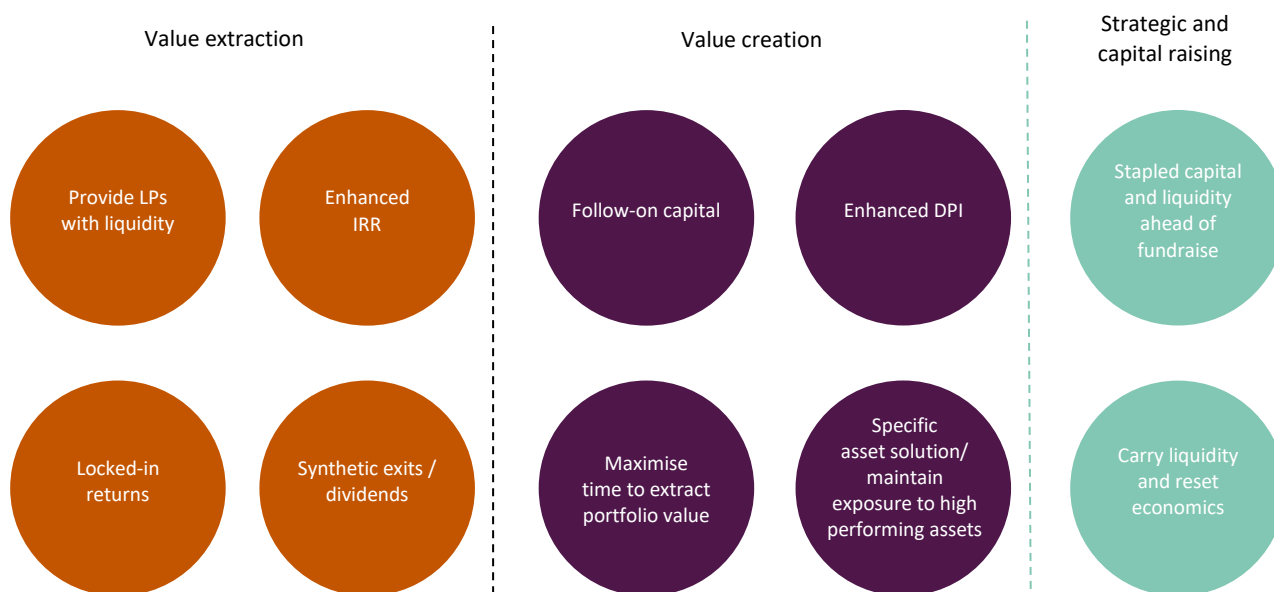 Value extraction
Value creation
Strategic and
capital raising
Provide LPs
with liquidity
Enhanced
IRR
Follow-on capital
Enhanced DPI
Stapled capital
and liquidity
ahead of
fundraise
Locked-in
returns
Synthetic exits /
dividends
Maximise
time to extract
portfolio value
Specific
asset solution/
maintain
exposure to high
performing assets
Carry liquidity
and reset
economics